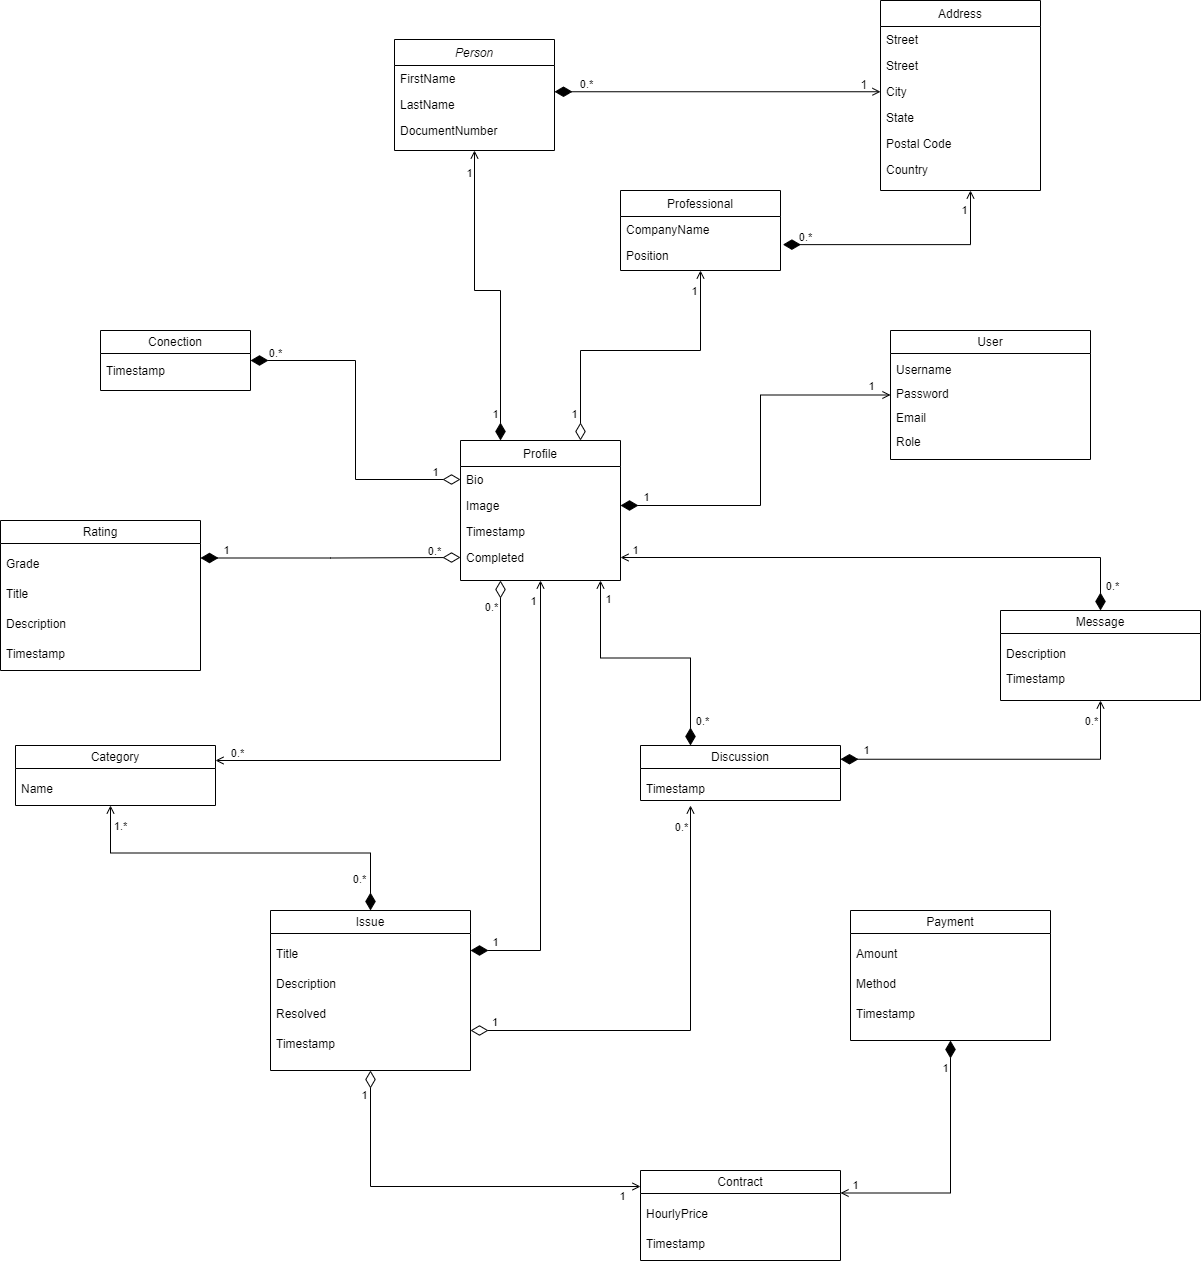 Address
Street
Street
City
State
Postal Code
Country
Person
FirstName
LastName
DocumentNumber
0.*
1
1
Professional
CompanyName
Position
0.*
1
1
Conection
Timestamp
0.*
User
Username
Password
Email
Role
1
1
1
Profile
Bio
Image
Timestamp
Completed
1
1
Rating
Grade
Title
Description
Timestamp
1
0.*
1
0.*
1
1
0.*
Message
Description
Timestamp
0.*
0.*
Category
Name
0.*
Discussion
Timestamp
1
1.*
0.*
0.*
Issue
Title
Description
Resolved
Timestamp
1
1
Payment
Amount
Method
Timestamp
1
1
Contract
HourlyPrice
Timestamp
1
1